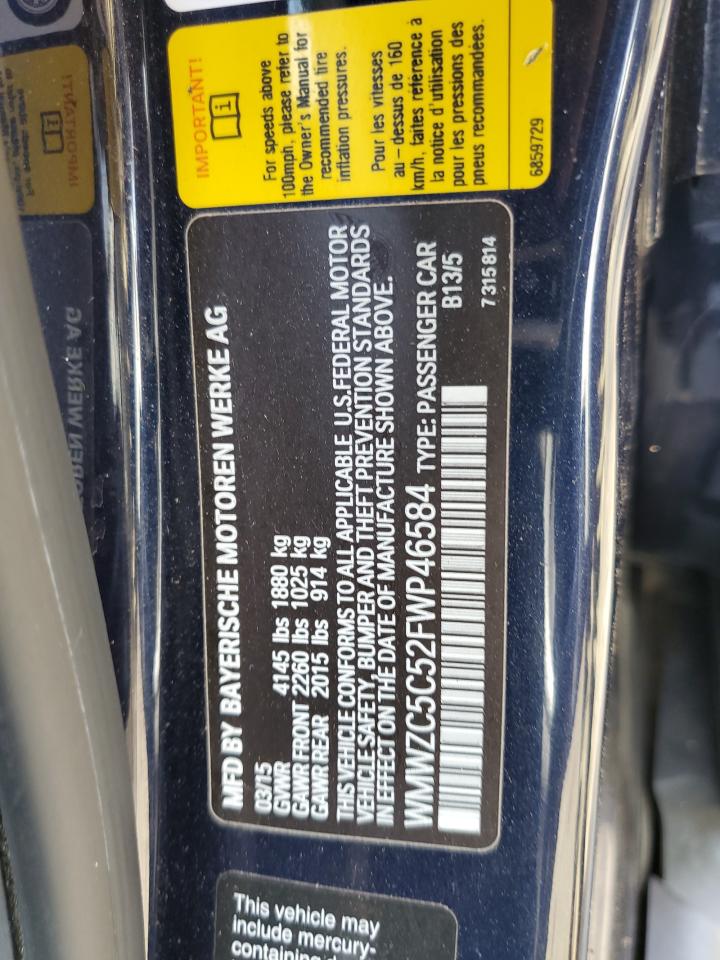 IMPORTANT!
For speeds above
100mph, please refer to
the Owner's Manual for
recommended tire
inflation pressures.
Pour les vitesses
au - dessus de 160
km/h, faites référence à
la notice d'utilisation
pour les pressions des
pneus recommandées.
6859729
MFD BY BAYERISCHE MOTOREN WERKE AG
03/15
GVWR 4145 lbs 1880 kg
GAWR FRONT 2260 lbs 1025 kg
GAWR REAR 2015 lbs 914 kg
THIS VEHICLE CONFORMS TO ALL APPLICABLE U.S.FEDERAL MOTOR
VEHICLE SAFETY, BUMPER AND THEFT PREVENTION STANDARDS
IN EFFECT ON THE DATE OF MANUFACTURE SHOWN ABOVE.
WMWZC5C52FWP46584 TYPE: PASSENGER CAR
B13/5
7 315 814
This vehicle may
include mercury-
containing